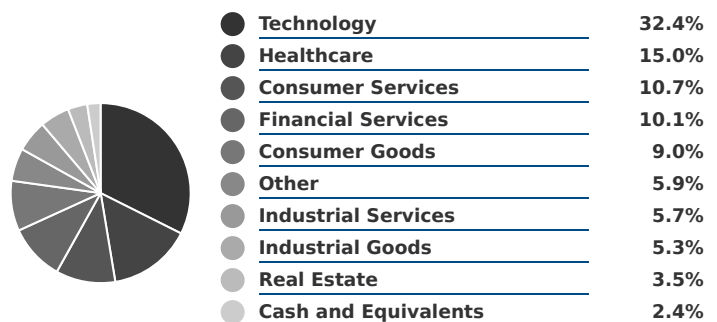 Technology 32.4%
Healthcare 15.0%
Consumer Services 10.7%
Financial Services 10.1%
Consumer Goods 9.0%
Other 5.9%
Industrial Services 5.7%
Industrial Goods 5.3%
Real Estate 3.5%
Cash and Equivalents 2.4%